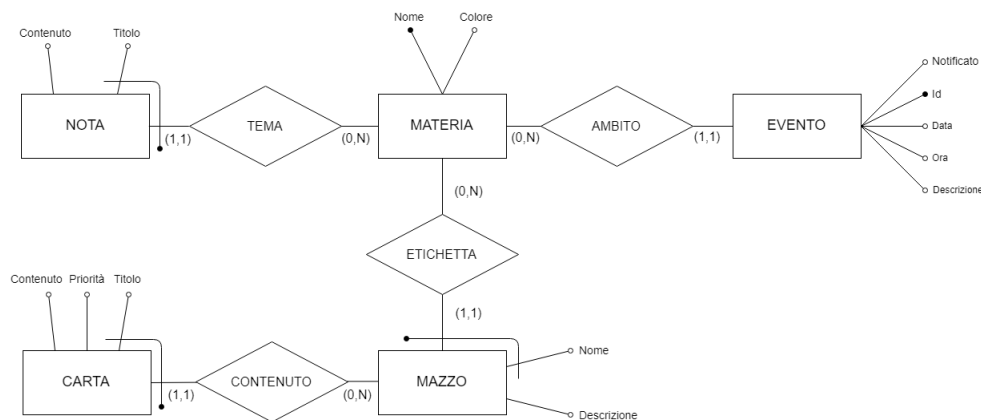 Nome Colore
Contenuto Titolo
Notificato
Id
NOTA TEMA MATERIA AMBITO EVENTO
Data
(1,1) (0,N) (0,N) (1,1)
Ora
(0,N)
Descrizione
ETICHETTA
Contenuto Priorità Titolo
(1,1)
Nome
CARTA CONTENUTO MAZZO
(1,1) (0,N)
Descrizione